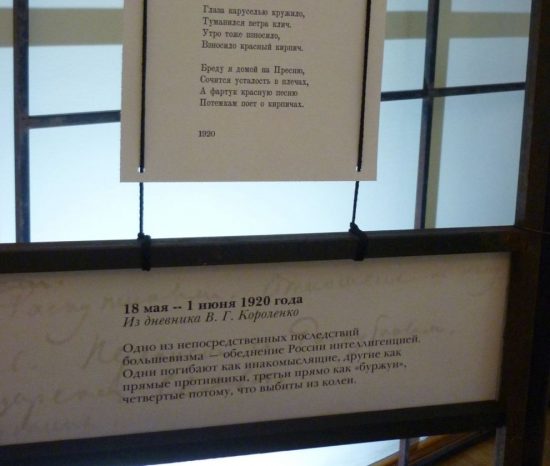 Глаза каруселью кружило,
Туманился ветра клич.
Утро тоже взносило,
Взносило красный кирпич.
Бреду я домой на Пресню,
Сочится усталость в плечах,
А фартук красную песню
Потемкам поет о кирпичах.
1920
18 мая -- 1 июня 1920 года
Из дневника В. Г. Короленко
Одно из непосредственных последствий
большевизма — обеднение России интеллигенцией.
Одни погибают как инакомыслящие, другие как
прямые противники, третьи прямо как «буржуи»,
четвертые потому, что выбиты из колеи.